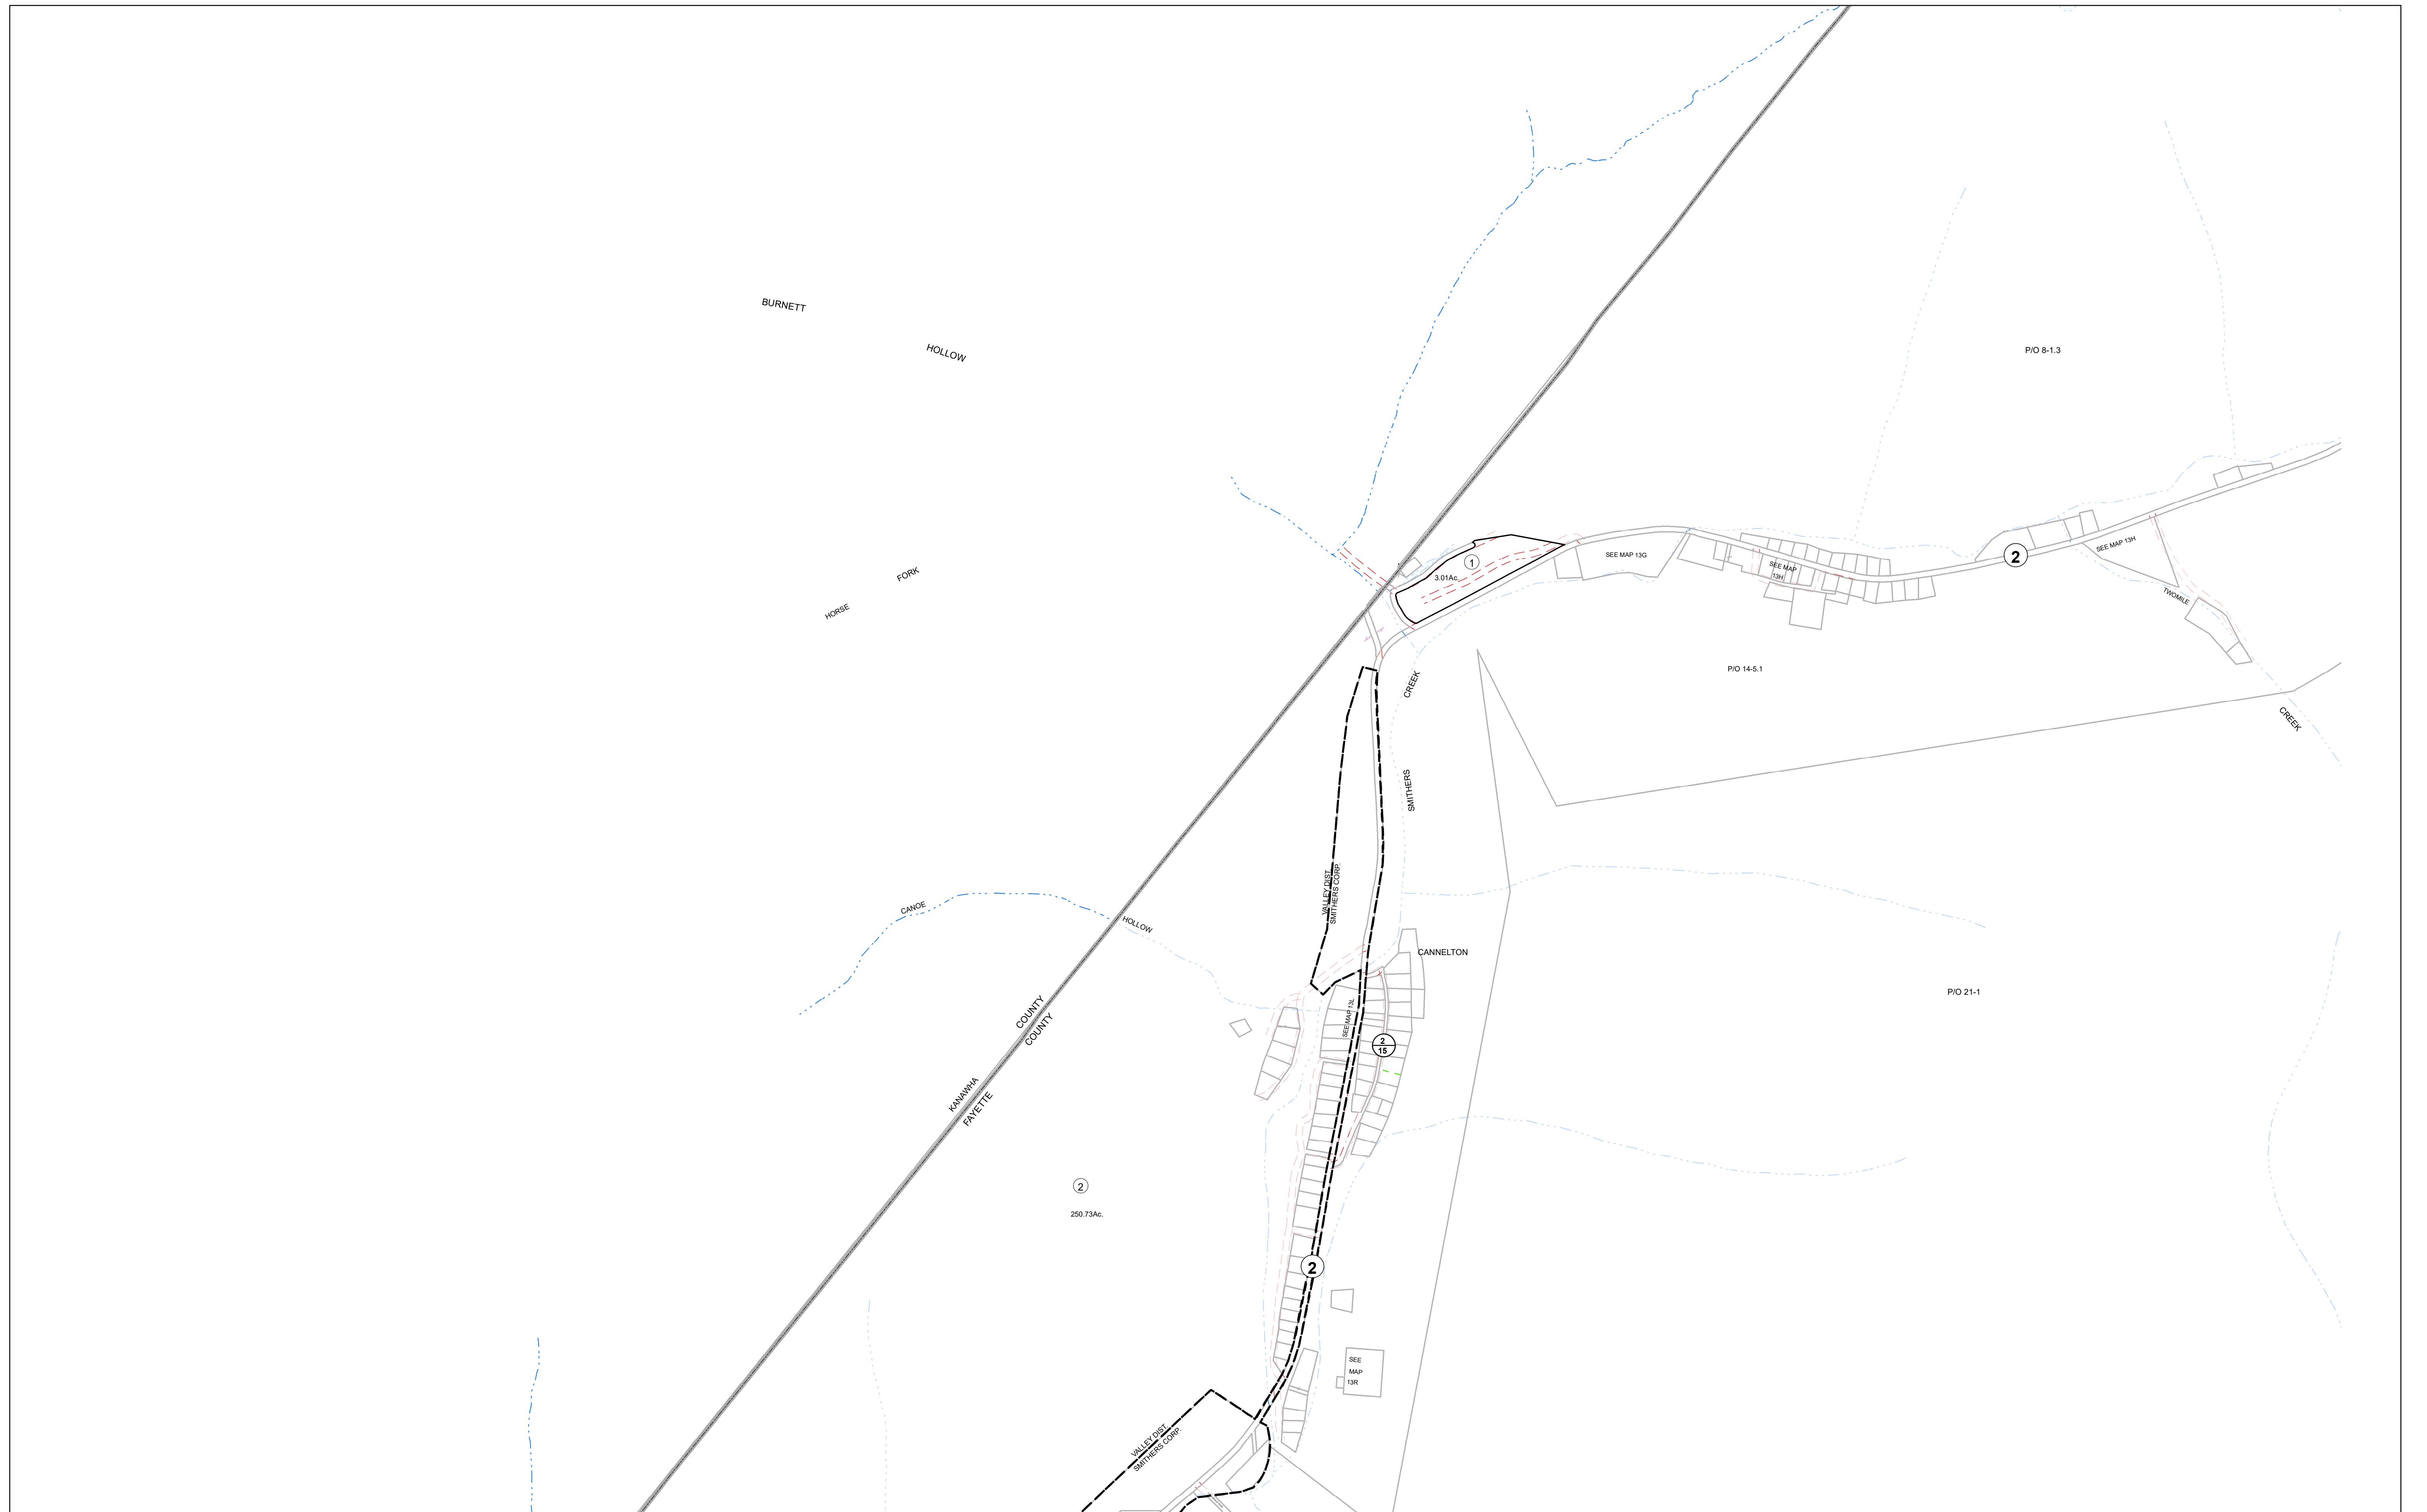 BURNETT
HOLLOW
P/O 8-1.3
FORK
HORSE
SEE MAP 13G
1
3.01Ac.
2
SEE MAP 13H
SEE MAP
13H
TWOMILE
CREEK
P/O 14-5.1
CREEK
SMITHERS
VALLEY DIST.
SMITHERS CORP.
CANOE
HOLLOW
CANNELTON
P/O 21-1
COUNTY
COUNTY
SEE MAP 13L
2
15
KANAWHA
FAYETTE
2
250.73Ac.
2
SEE
MAP
13R
VALLEY DIST.
SMITHERS CORP.